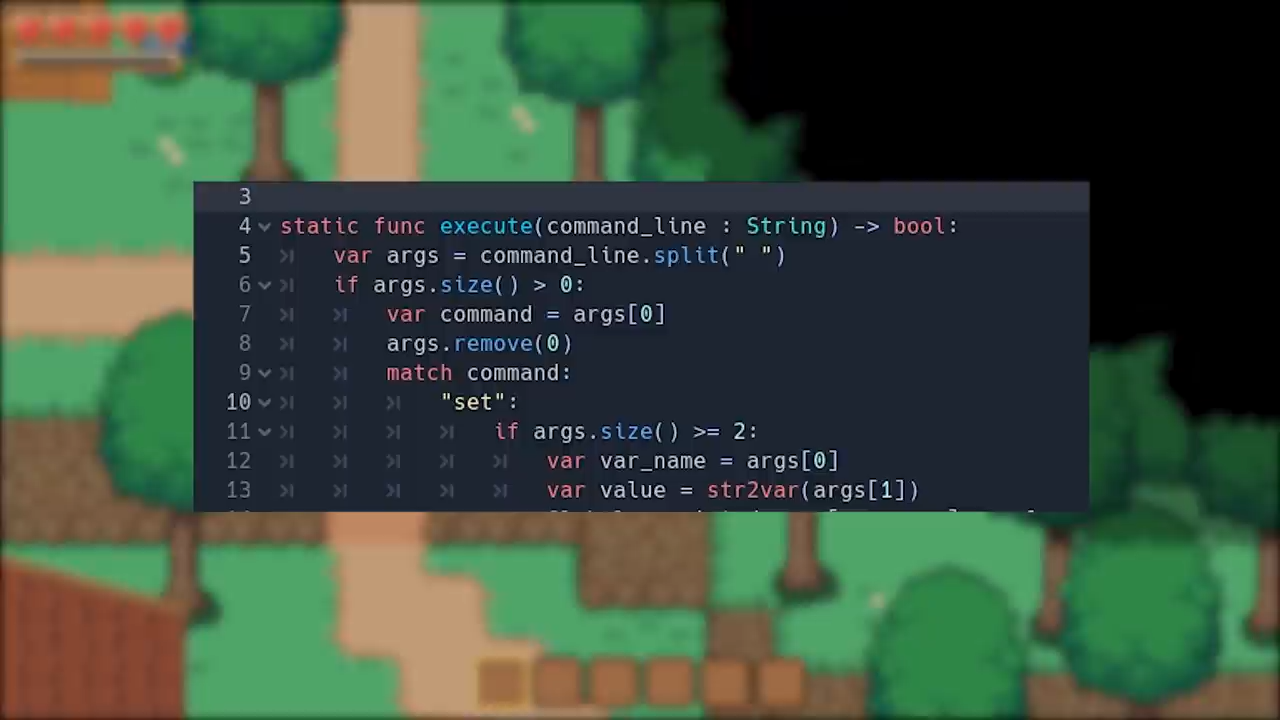 3
4 static func execute(command_line : String) -> bool:
5 var args = command_line.split(" ")
6 if args.size() > 0:
7 var command = args[0]
8 args.remove(0)
9 match command:
10 "set":
11 if args.size() >= 2:
12 var var_name = args[0]
13 var value = str2var(args[1])